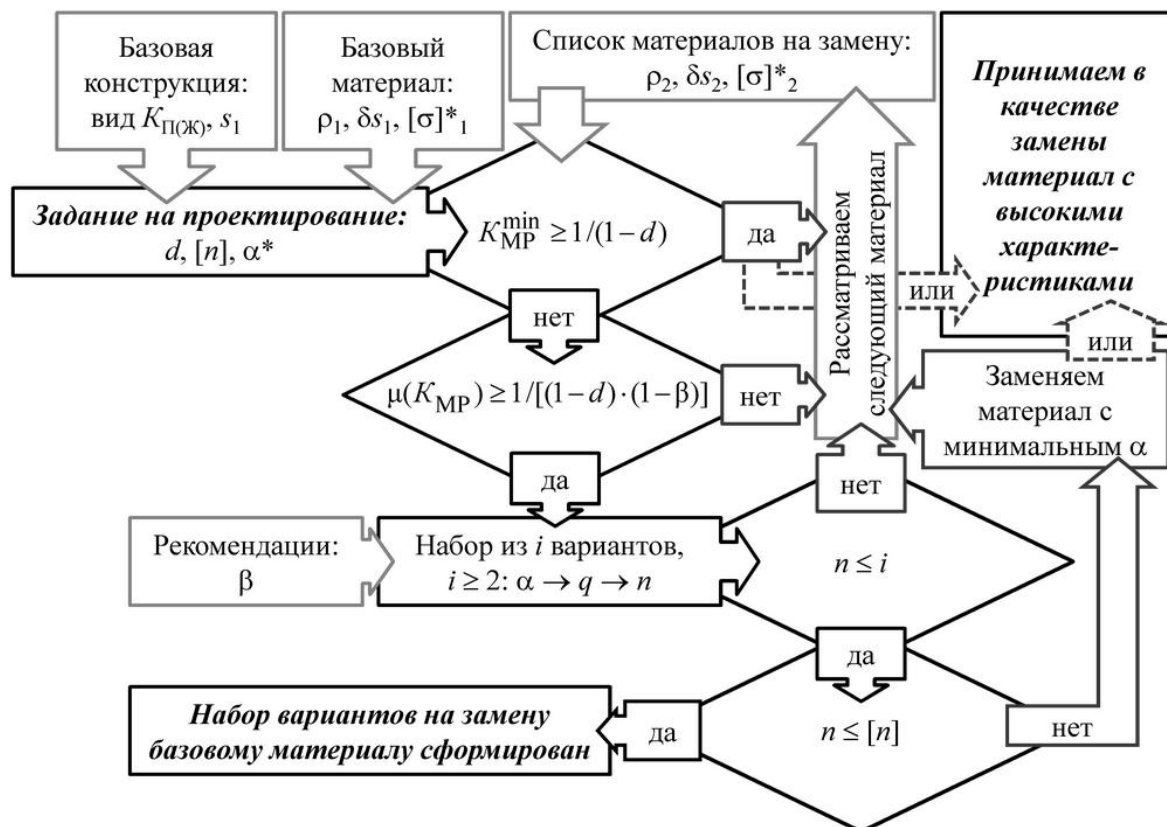 Базовая
конструкция:
вид K_П(Ж), s₁
Базовый
материал:
ρ₁, δs₁, [σ]*₁
Список материалов на замену:
ρ₂, δs₂, [σ]*₂
Принимаем в
качестве
замены
материал с
высокими
характе-
ристиками
Задание на проектирование:
d, [n], α*
K_МР^min ≥ 1/(1 – d)
да
Рассматриваем
следующий материал
или
нет
или
μ(K_МР) ≥ 1/[(1 – d) · (1 – β)]
нет
Заменяем
материал с
минимальным α
да
нет
Рекомендации:
β
Набор из i вариантов,
i ≥ 2: α → q → n
n ≤ i
да
Набор вариантов на замену
базовому материалу сформирован
да
n ≤ [n]
нет